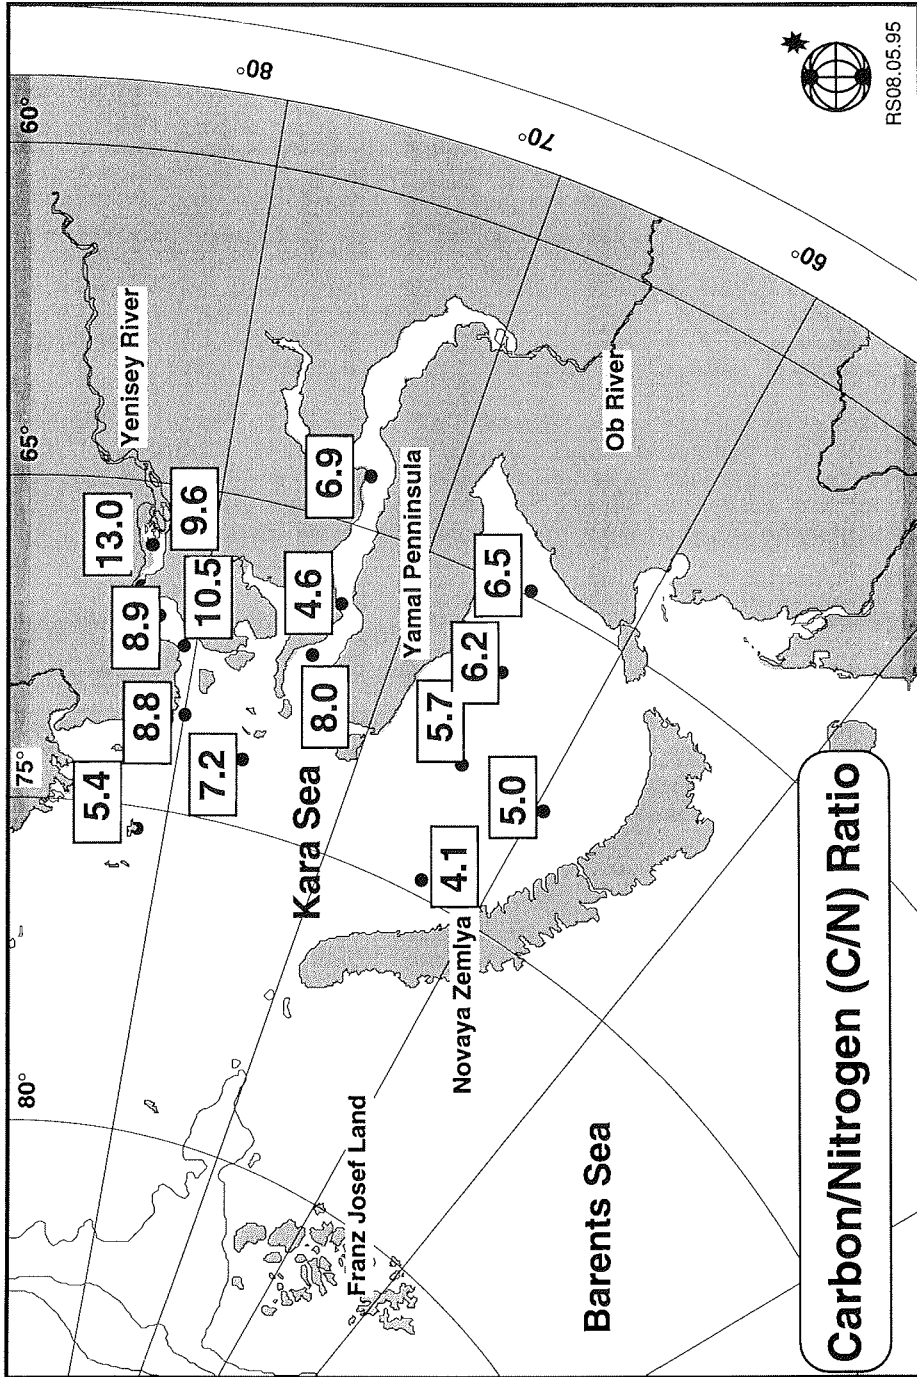 80°
75°
65°
60°
5.4
13.0
Yenisey River
8.9
8.8
9.6
10.5
7.2
80°
Kara Sea
4.6
8.0
6.9
Franz Josef Land
Yamal Penninsula
5.7
4.1
Novaya Zemlya
6.2
6.5
5.0
70°
Barents Sea
Ob River
60°
Carbon/Nitrogen (C/N) Ratio
RS08.05.95